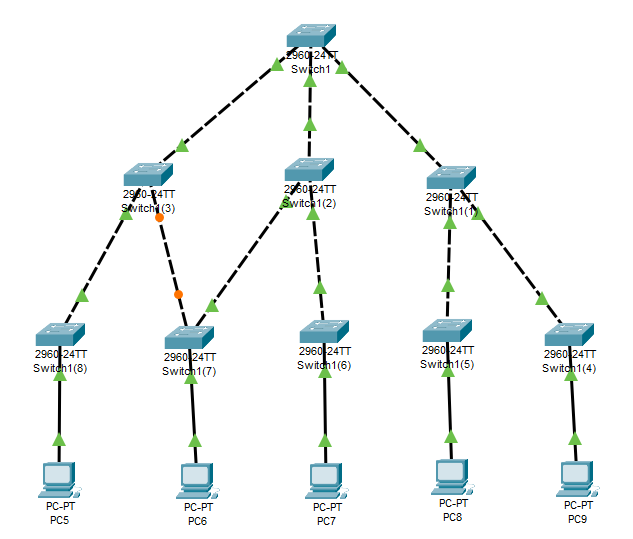 2960-24TT
Switch1
2960-24TT
Switch1(3)
2960-24TT
Switch1(2)
2960-24TT
Switch1(1)
2960-24TT
Switch1(8)
2960-24TT
Switch1(7)
2960-24TT
Switch1(6)
2960-24TT
Switch1(5)
2960-24TT
Switch1(4)
PC-PT
PC5
PC-PT
PC6
PC-PT
PC7
PC-PT
PC8
PC-PT
PC9